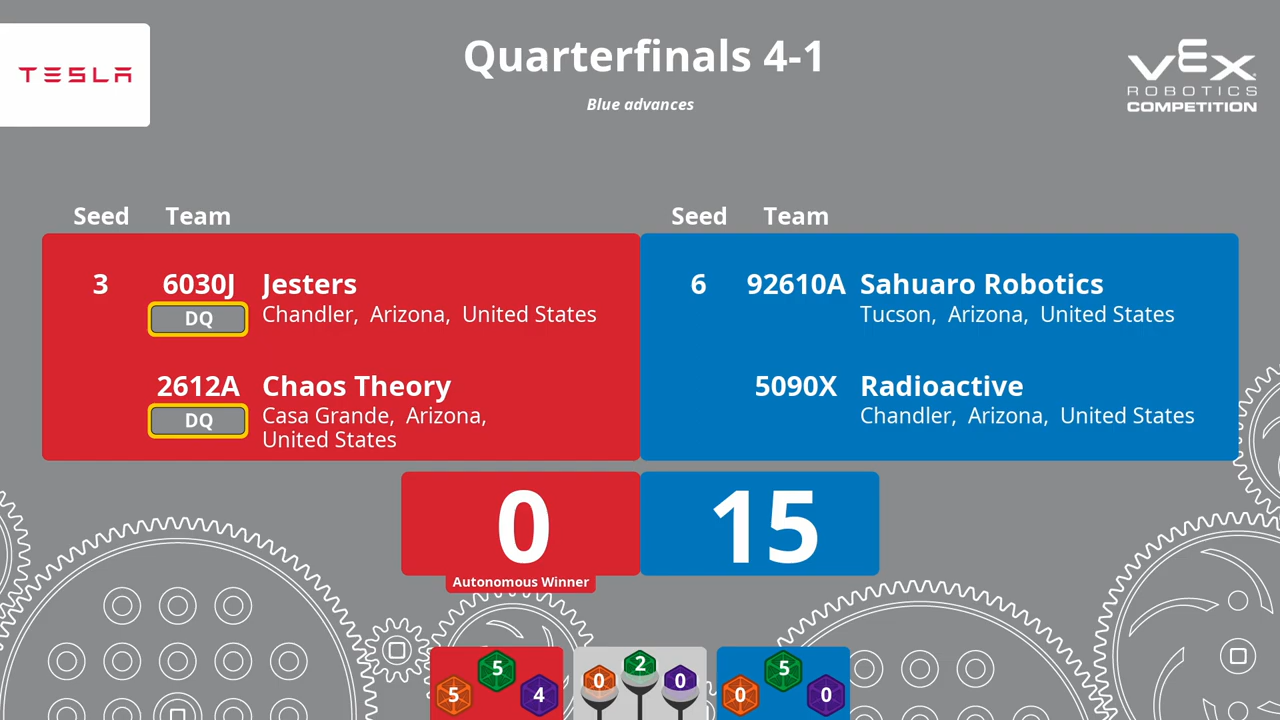 TESLA
Quarterfinals 4-1
Blue advances
VEX
ROBOTICS
COMPETITION
Seed Team
Seed Team
3 6030J Jesters
DQ Chandler, Arizona, United States
2612A Chaos Theory
DQ Casa Grande, Arizona,
United States
6 92610A Sahuaro Robotics
Tucson, Arizona, United States
5090X Radioactive
Chandler, Arizona, United States
0
15
Autonomous Winner
5 5 4
0 2 0
0 5 0